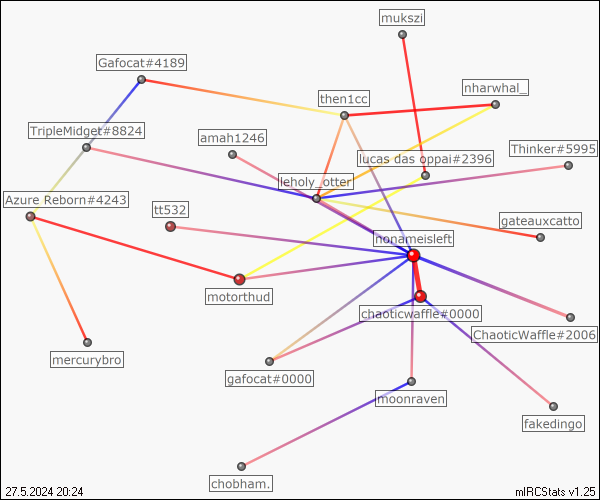 mukszi
Gafocat#4189
nharwhal_
then1cc
TripleMidget#8824
amah1246
Thinker#5995
lucas das oppai#2396
leholy_otter
Azure Reborn#4243
tt532
gateauxcatto
nonameisleft
motorthud
chaoticwaffle#0000
ChaoticWaffle#2006
mercurybro
gafocat#0000
moonraven
fakedingo
chobham.
27.5.2024 20:24
mIRCStats v1.25